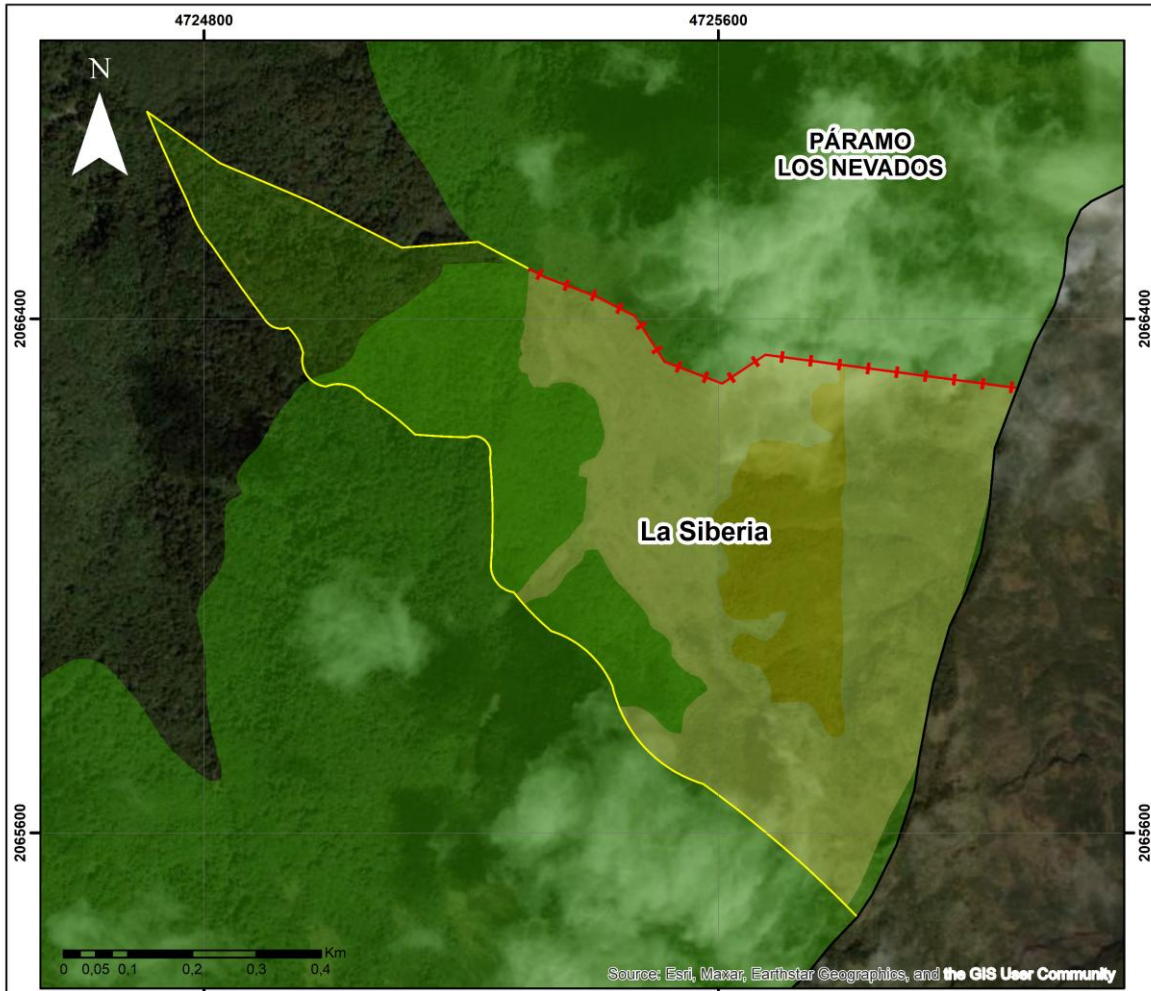 4724800 4725600
N
PÁRAMO
LOS NEVADOS
2066400 2066400
La Siberia
2065600 2065600
Km
0 0,05 0,1 0,2 0,3 0,4
Source: Esri, Maxar, Earthstar Geographics, and the GIS User Community